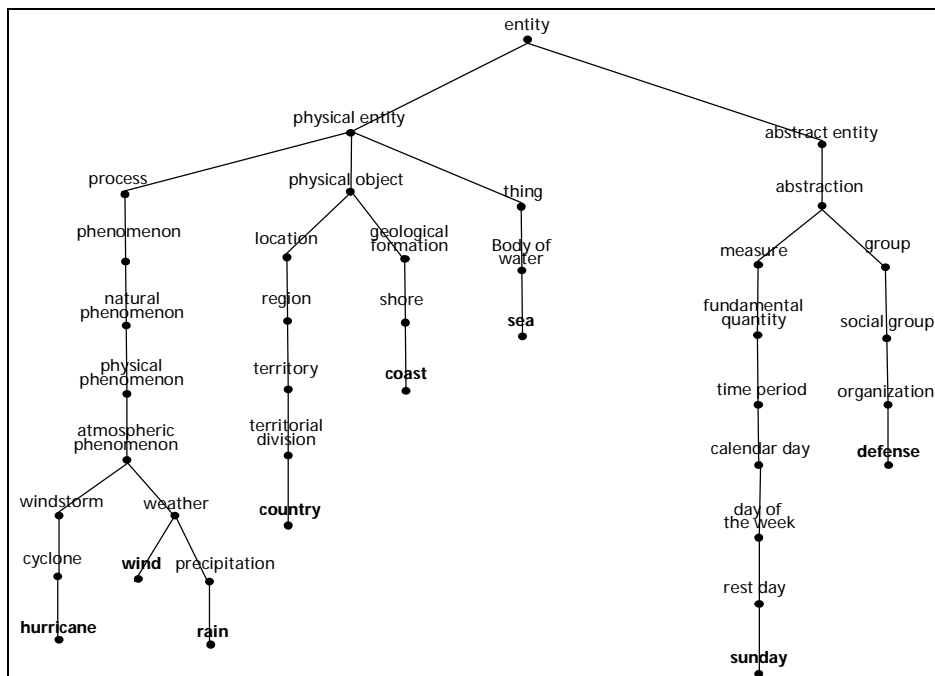 entity
physical entity
abstract entity
process
physical object
thing
abstraction
phenomenon
location
geological
formation
Body of
water
measure
group
natural
phenomenon
region
shore
sea
fundamental
quantity
social group
physical
phenomenon
territory
coast
time period
organization
atmospheric
phenomenon
territorial
division
calendar day
defense
windstorm
weather
country
day of
the week
cyclone
wind
precipitation
rest day
hurricane
rain
sunday